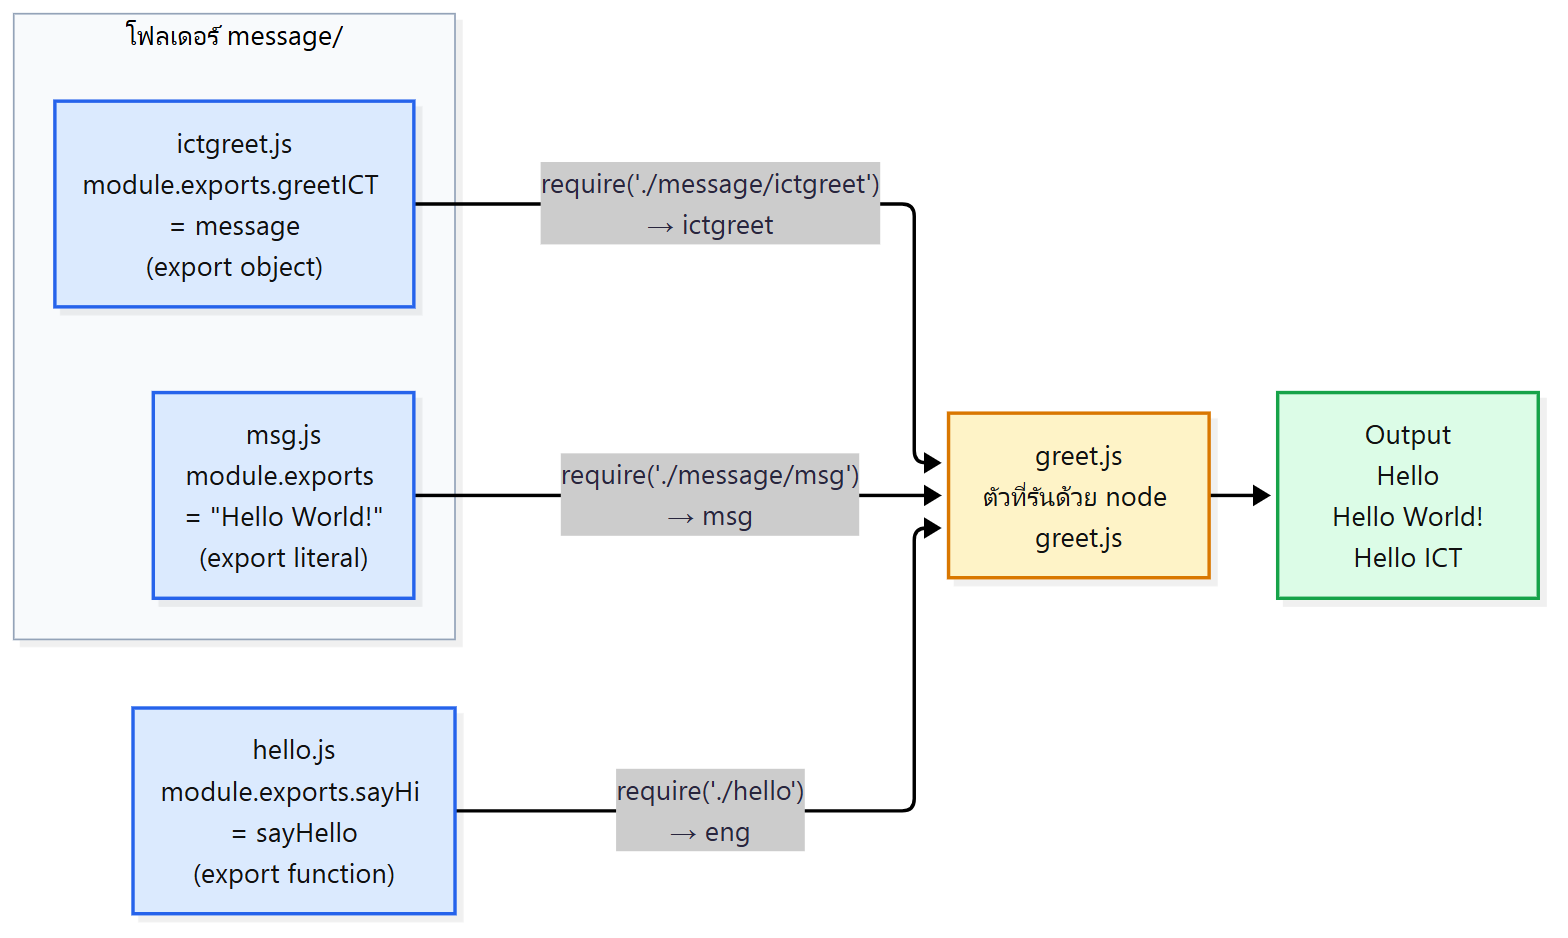 โฟลเดอร์ message/
ictgreet.js
module.exports.greetICT
= message
(export object)
require('./message/ictgreet')
→ ictgreet
msg.js
module.exports
= "Hello World!"
(export literal)
require('./message/msg')
→ msg
hello.js
module.exports.sayHi
= sayHello
(export function)
require('./hello')
→ eng
greet.js
ตัวที่รันด้วย node
greet.js
Output
Hello
Hello World!
Hello ICT